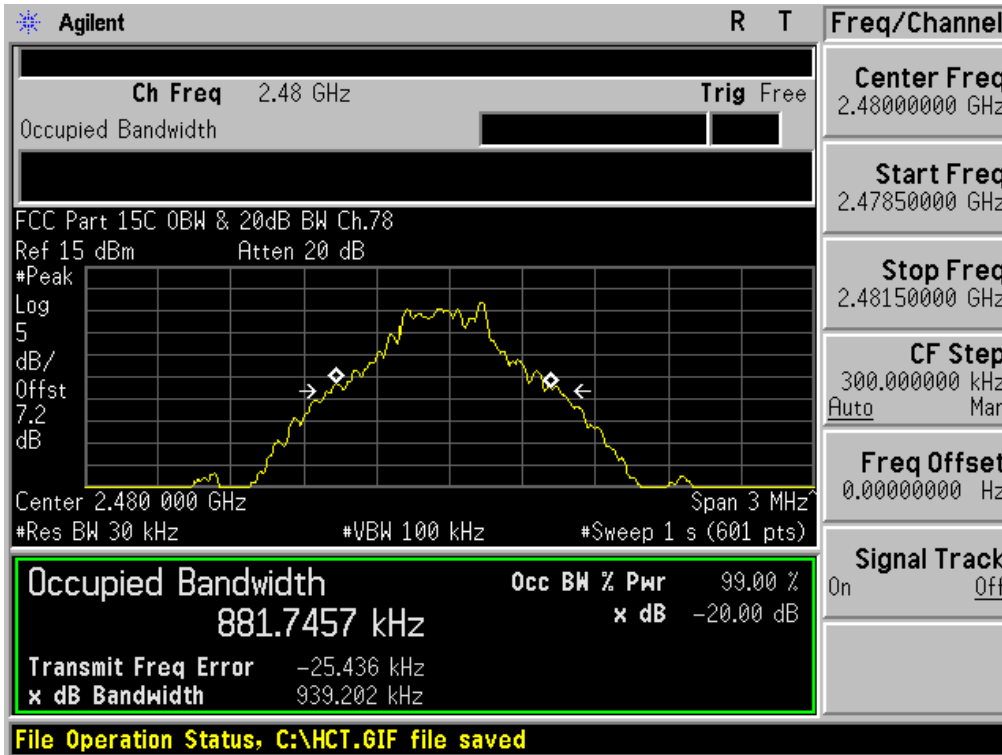 Agilent R T Freq/Channel
Ch Freq 2.48 GHz Trig Free
Occupied Bandwidth
Center Freq
2.48000000 GHz
Start Freq
2.47850000 GHz
Stop Freq
2.48150000 GHz
CF Step
300.000000 kHz
Auto Man
Freq Offset
0.00000000 Hz
Signal Track
On Off
FCC Part 15C OBW & 20dB BW Ch.78
Ref 15 dBm Atten 20 dB
#Peak
Log
5
dB/
Offst
7.2
dB
Center 2.480 000 GHz Span 3 MHz^
#Res BW 30 kHz #VBW 100 kHz #Sweep 1 s (601 pts)
Occupied Bandwidth Occ BW % Pwr 99.00 %
881.7457 kHz x dB -20.00 dB
Transmit Freq Error -25.436 kHz
x dB Bandwidth 939.202 kHz
File Operation Status, C:\HCT.GIF file saved